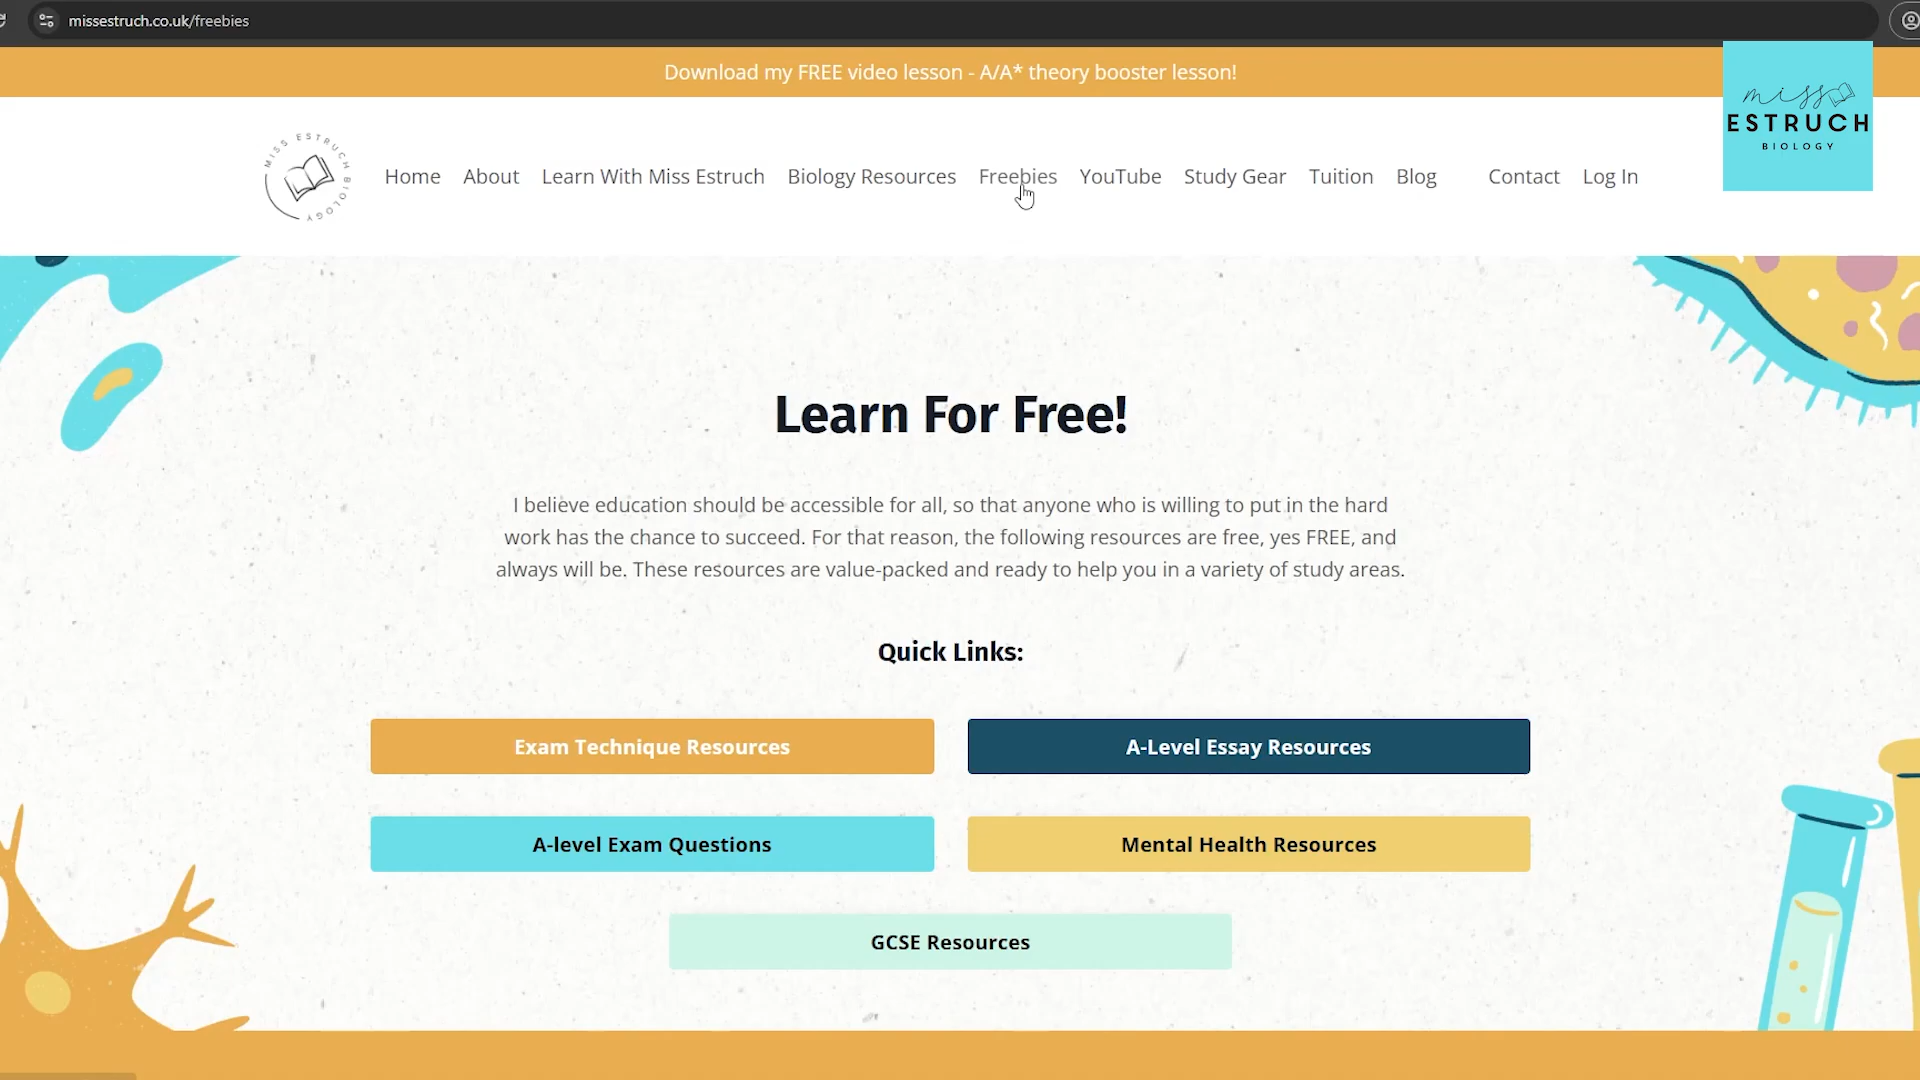 missestruch.co.uk/freebies
Download my FREE video lesson - A/A* theory booster lesson!
miss
ESTRUCH
BIOLOGY
MISS ESTRUCH BIOLOGY
Home About Learn With Miss Estruch Biology Resources Freebies YouTube Study Gear Tuition Blog Contact Log In
Learn For Free!
I believe education should be accessible for all, so that anyone who is willing to put in the hard
work has the chance to succeed. For that reason, the following resources are free, yes FREE, and
always will be. These resources are value-packed and ready to help you in a variety of study areas.
Quick Links:
Exam Technique Resources
A-Level Essay Resources
A-level Exam Questions
Mental Health Resources
GCSE Resources